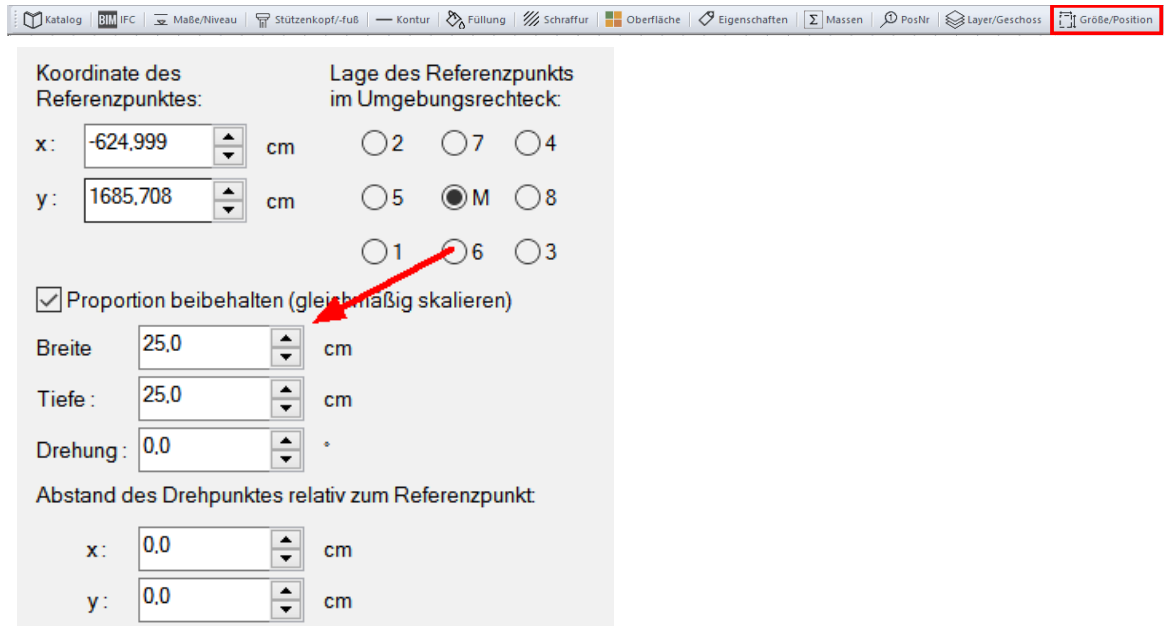 Katalog BIM IFC Maße/Niveau Stützenkopf/-fuß Kontur Füllung Schraffur Oberfläche Eigenschaften Σ Massen PosNr Layer/Geschoss Größe/Position
Koordinate des Lage des Referenzpunkts
Referenzpunktes: im Umgebungsrechteck:
x: -624,999 cm 2 7 4
y: 1685,708 cm 5 M 8
1 6 3
Proportion beibehalten (gleichmäßig skalieren)
Breite 25,0 cm
Tiefe: 25,0 cm
Drehung: 0,0 °
Abstand des Drehpunktes relativ zum Referenzpunkt:
x: 0,0 cm
y: 0,0 cm